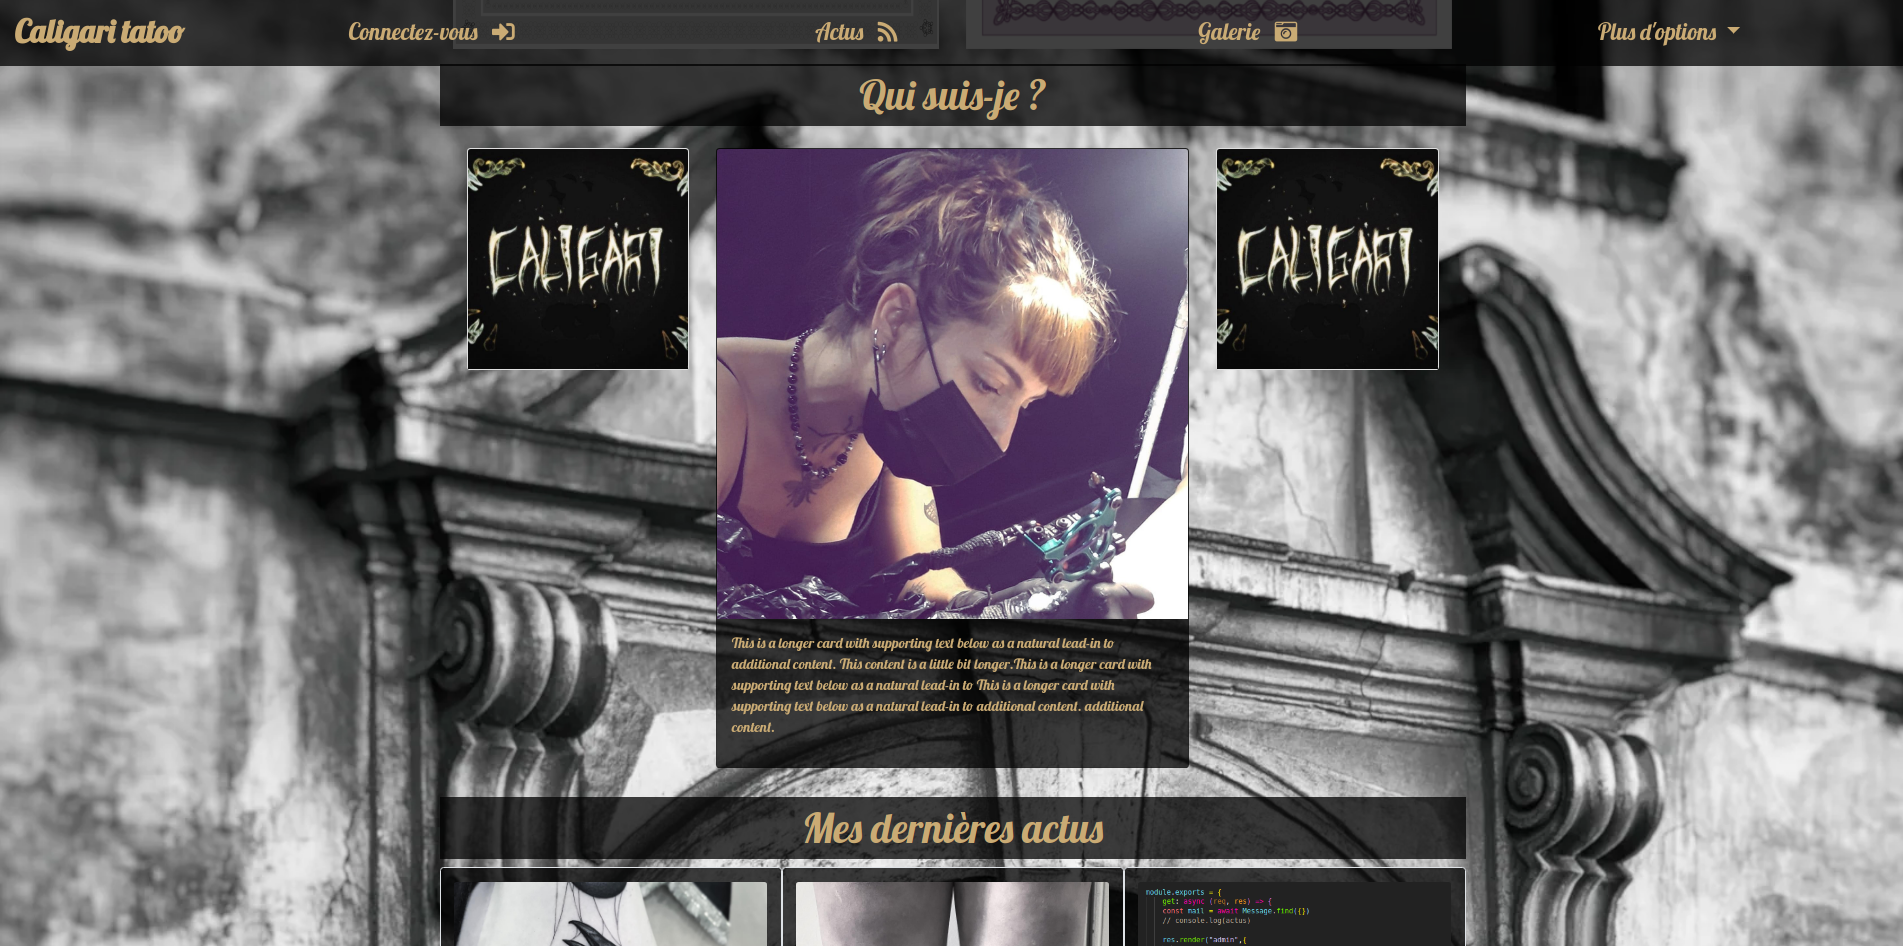 Caligari tatoo
Connectez-vous
Actus
Galerie
Plus d'options
Qui suis-je ?
CALIGARI
CALIGARI
This is a longer card with supporting text below as a natural lead-in to
additional content. This content is a little bit longer.This is a longer card with
supporting text below as a natural lead-in to This is a longer card with
supporting text below as a natural lead-in to additional content. additional
content.
Mes dernières actus
module.exports = {
get: async (req, res) => {
const mail = await Message.find({})
// console.log(actus)
res.render("admin",{